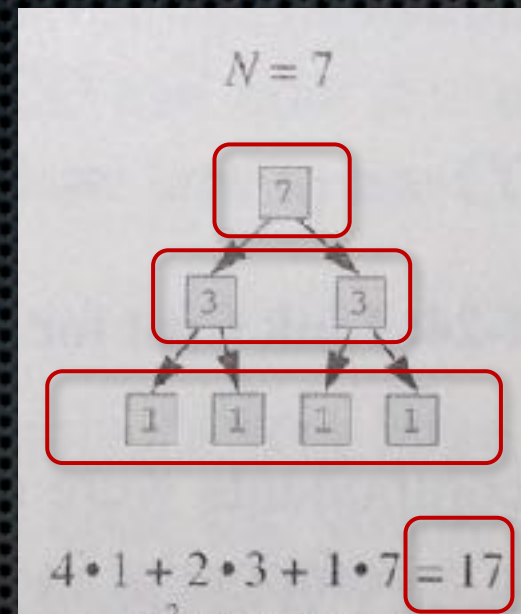 N = 7
7
3 3
1 1 1 1
4•1 + 2•3 + 1•7 = 17